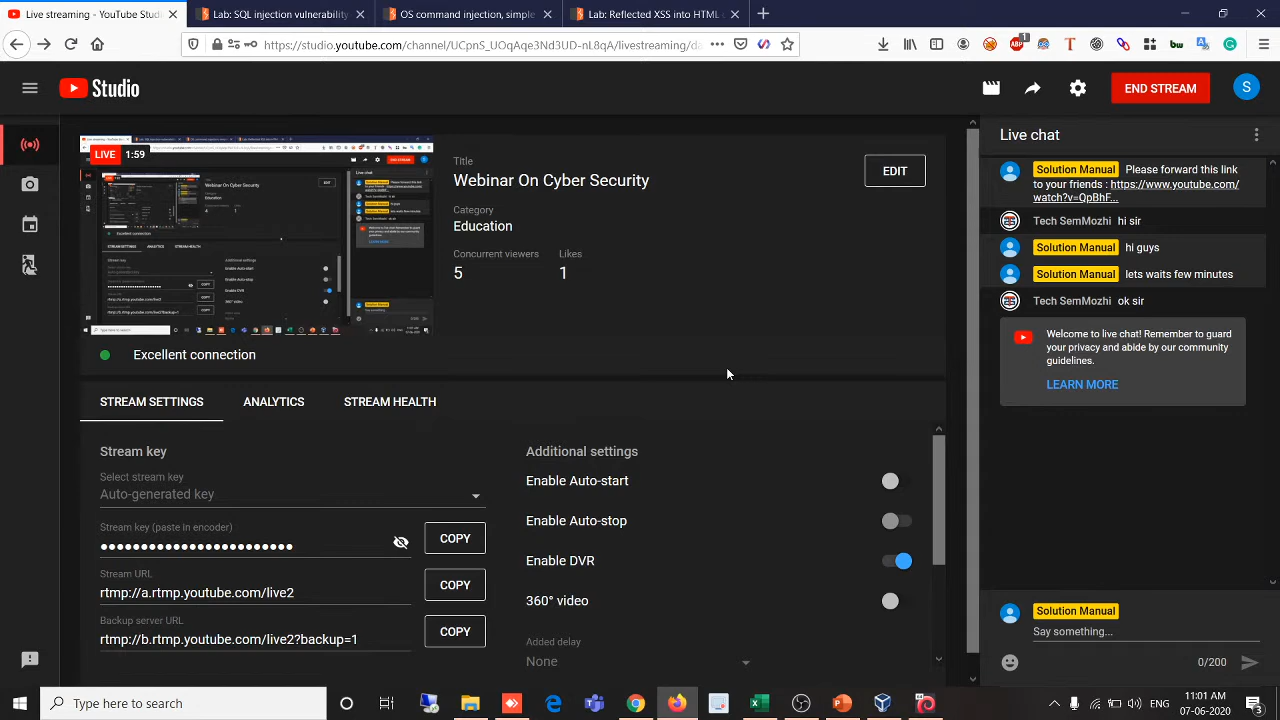 Live streaming - YouTube Studi
Lab: SQL injection vulnerability
OS command injection, simple
Lab: Reflected XSS into HTML
https://studio.youtube.com/channel/
ABP
1
Studio
END STREAM
S
LIVE 1:59
Title
Webinar On Cyber Security
EDIT
Category
Education
Concurrent viewers
Likes
5
1
Excellent connection
STREAM SETTINGS
ANALYTICS
STREAM HEALTH
Stream key
Select stream key
Auto-generated key
Stream key (paste in encoder)
COPY
Stream URL
rtmp://a.rtmp.youtube.com/live2
COPY
Backup server URL
rtmp://b.rtmp.youtube.com/live2?backup=1
COPY
Additional settings
Enable Auto-start
Enable Auto-stop
Enable DVR
360° video
Added delay
None
Live chat
Solution Manual Please forward this link
to your friends : https://www.youtube.com/
Tech SemMozhi hi sir
Solution Manual hi guys
Solution Manual lets waits few minutes
Tech SemMozhi ok sir
Welcome to live chat! Remember to guard
your privacy and abide by our community
guidelines.
LEARN MORE
Solution Manual
Say something...
0/200
Type here to search
ENG
11:01 AM
07-06-2020
3